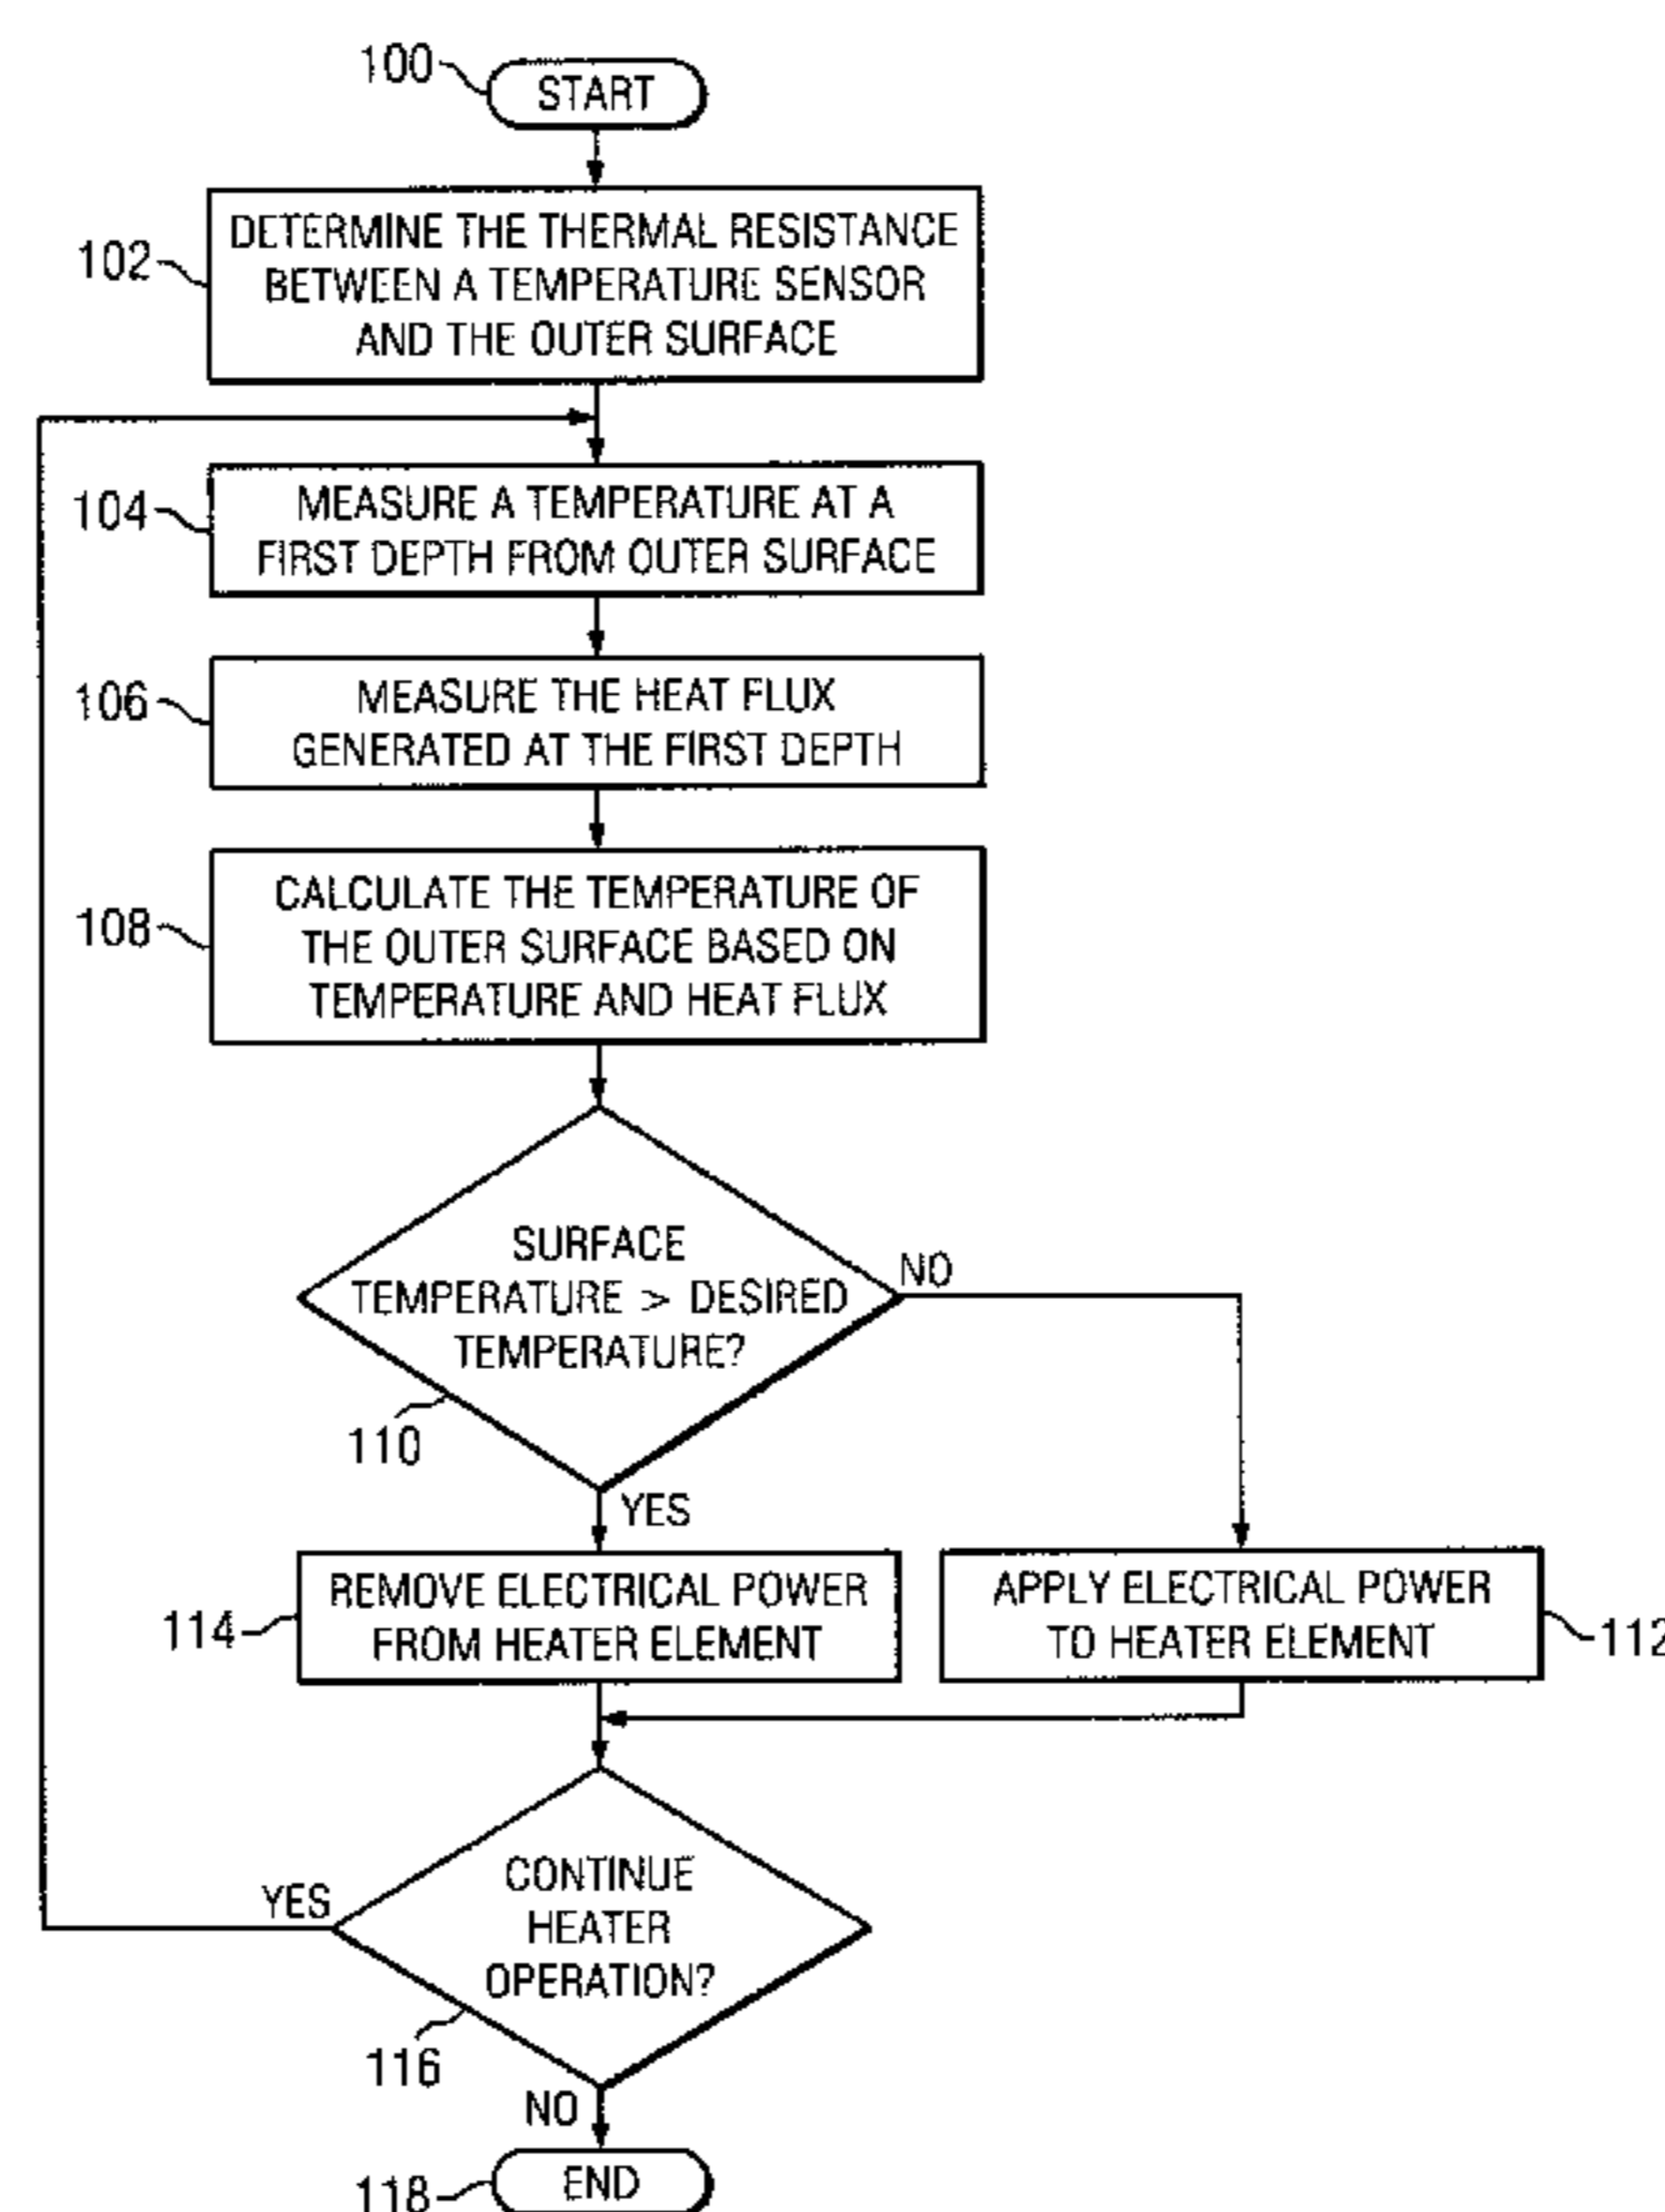 100
START
102
DETERMINE THE THERMAL RESISTANCE
BETWEEN A TEMPERATURE SENSOR
AND THE OUTER SURFACE
104
MEASURE A TEMPERATURE AT A
FIRST DEPTH FROM OUTER SURFACE
106
MEASURE THE HEAT FLUX
GENERATED AT THE FIRST DEPTH
108
CALCULATE THE TEMPERATURE OF
THE OUTER SURFACE BASED ON
TEMPERATURE AND HEAT FLUX
SURFACE
TEMPERATURE > DESIRED
TEMPERATURE?
NO
110
YES
114
REMOVE ELECTRICAL POWER
FROM HEATER ELEMENT
APPLY ELECTRICAL POWER
TO HEATER ELEMENT
112
CONTINUE
HEATER
OPERATION?
YES
116
NO
118
END